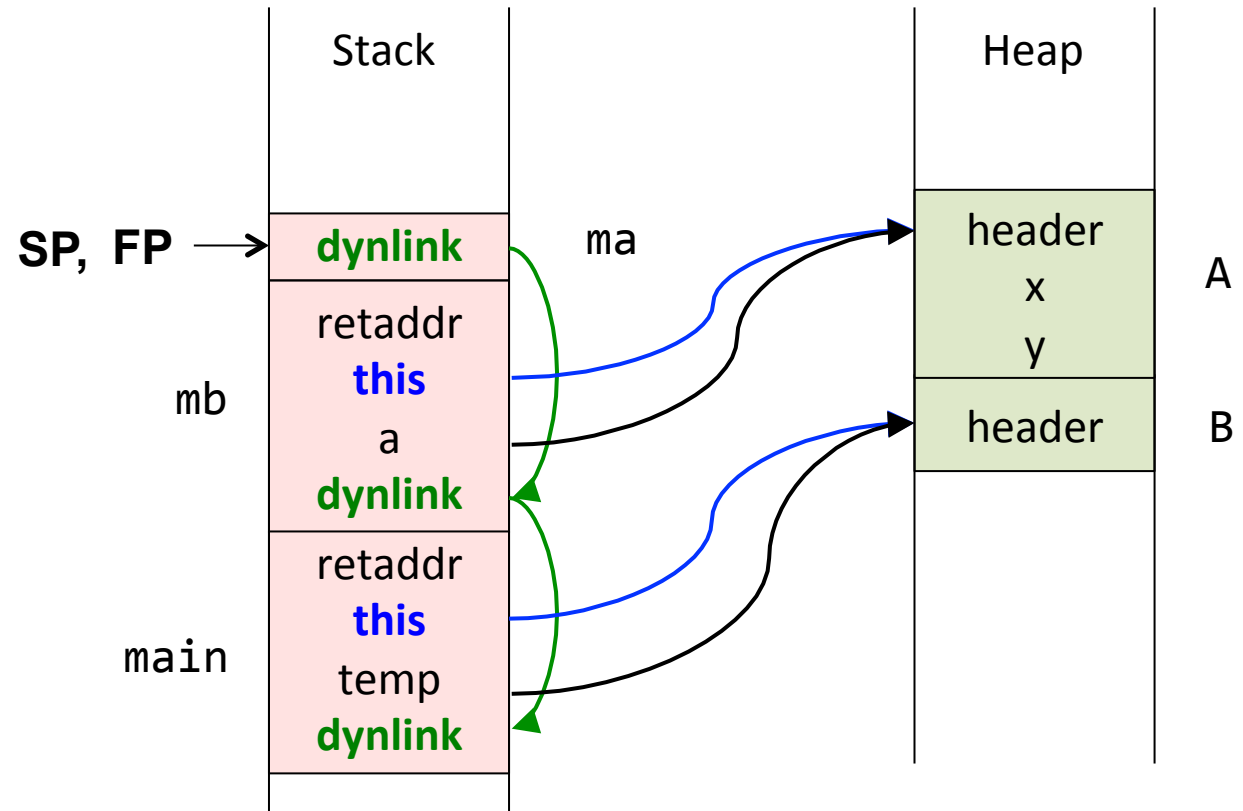 Stack
Heap
SP, FP
dynlink
ma
header
x
y
A
mb
retaddr
this
a
dynlink
header
B
main
retaddr
this
temp
dynlink